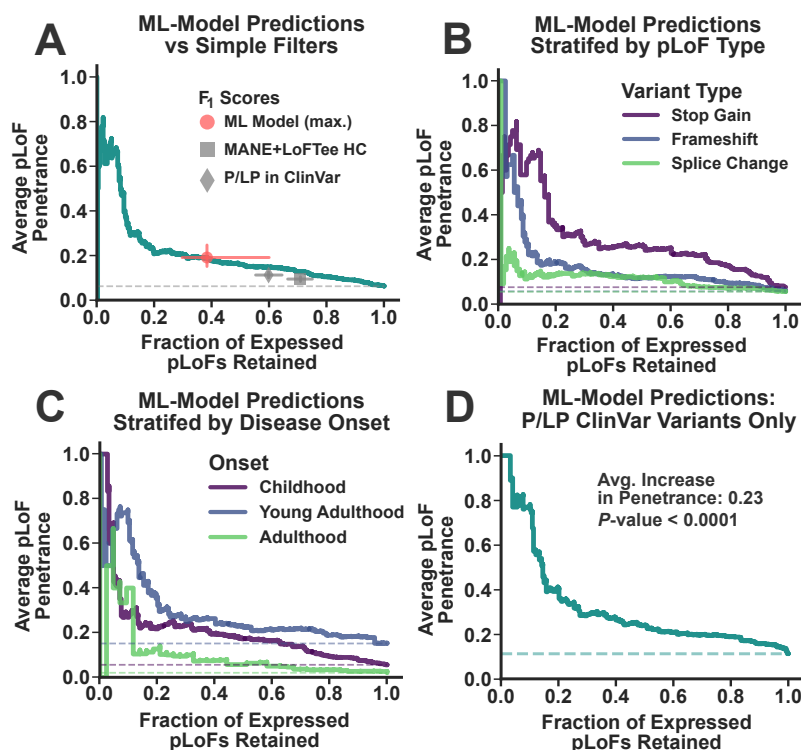 A
ML-Model Predictions
vs Simple Filters
F1 Scores
ML Model (max.)
MANE+LoFTee HC
P/LP in ClinVar
Average pLoF
Penetrance
1.0
0.8
0.6
0.4
0.2
0.0
0.0 0.2 0.4 0.6 0.8 1.0
Fraction of Expressed
pLoFs Retained
B
ML-Model Predictions
Stratifed by pLoF Type
Variant Type
Stop Gain
Frameshift
Splice Change
Average pLoF
Penetrance
1.0
0.8
0.6
0.4
0.2
0.0
0.0 0.2 0.4 0.6 0.8 1.0
Fraction of Expressed
pLoFs Retained
C
ML-Model Predictions
Stratifed by Disease Onset
Onset
Childhood
Young Adulthood
Adulthood
Average pLoF
Penetrance
1.0
0.8
0.6
0.4
0.2
0.0
0.0 0.2 0.4 0.6 0.8 1.0
Fraction of Expressed
pLoFs Retained
D
ML-Model Predictions:
P/LP ClinVar Variants Only
Avg. Increase
in Penetrance: 0.23
P-value < 0.0001
Average pLoF
Penetrance
1.0
0.8
0.6
0.4
0.2
0.0
0.0 0.2 0.4 0.6 0.8 1.0
Fraction of Expressed
pLoFs Retained